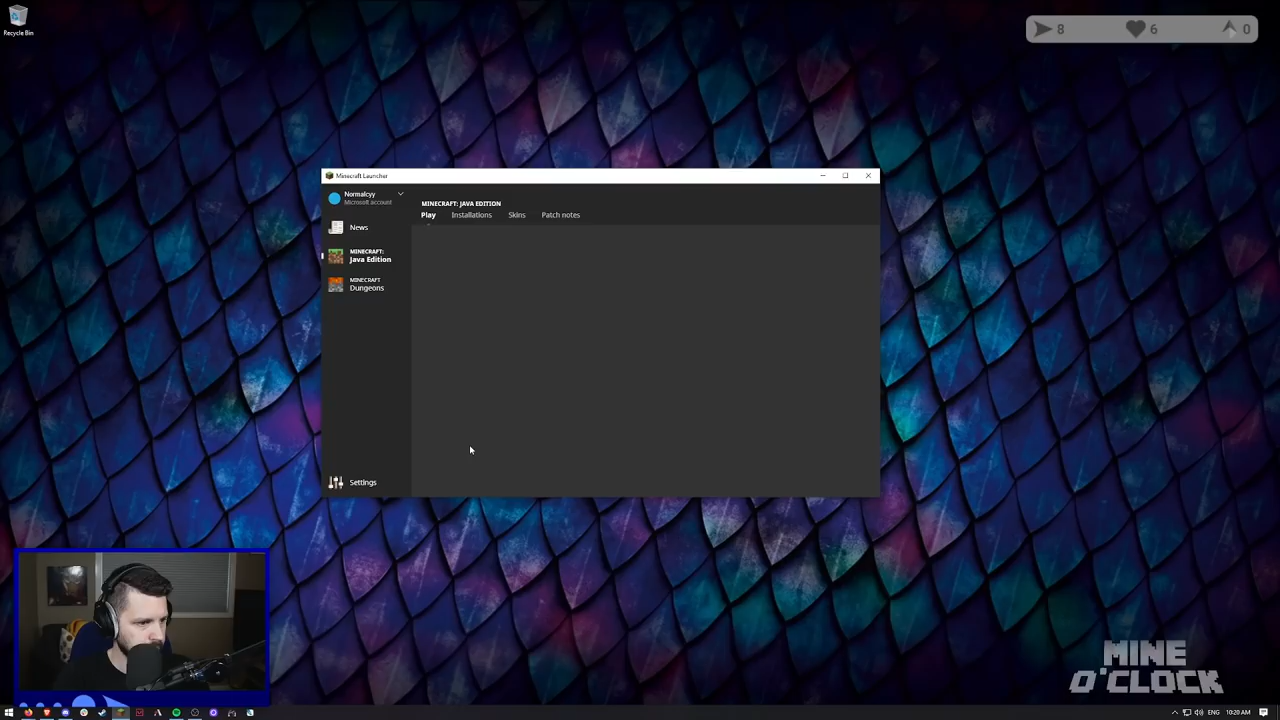 Recycle Bin
8 6 0
Minecraft Launcher
Normalcyy
Microsoft account
News
MINECRAFT:
Java Edition
MINECRAFT
Dungeons
Settings
MINECRAFT: JAVA EDITION
Play Installations Skins Patch notes
MINE
O'CLOCK
ENG 10:20 AM